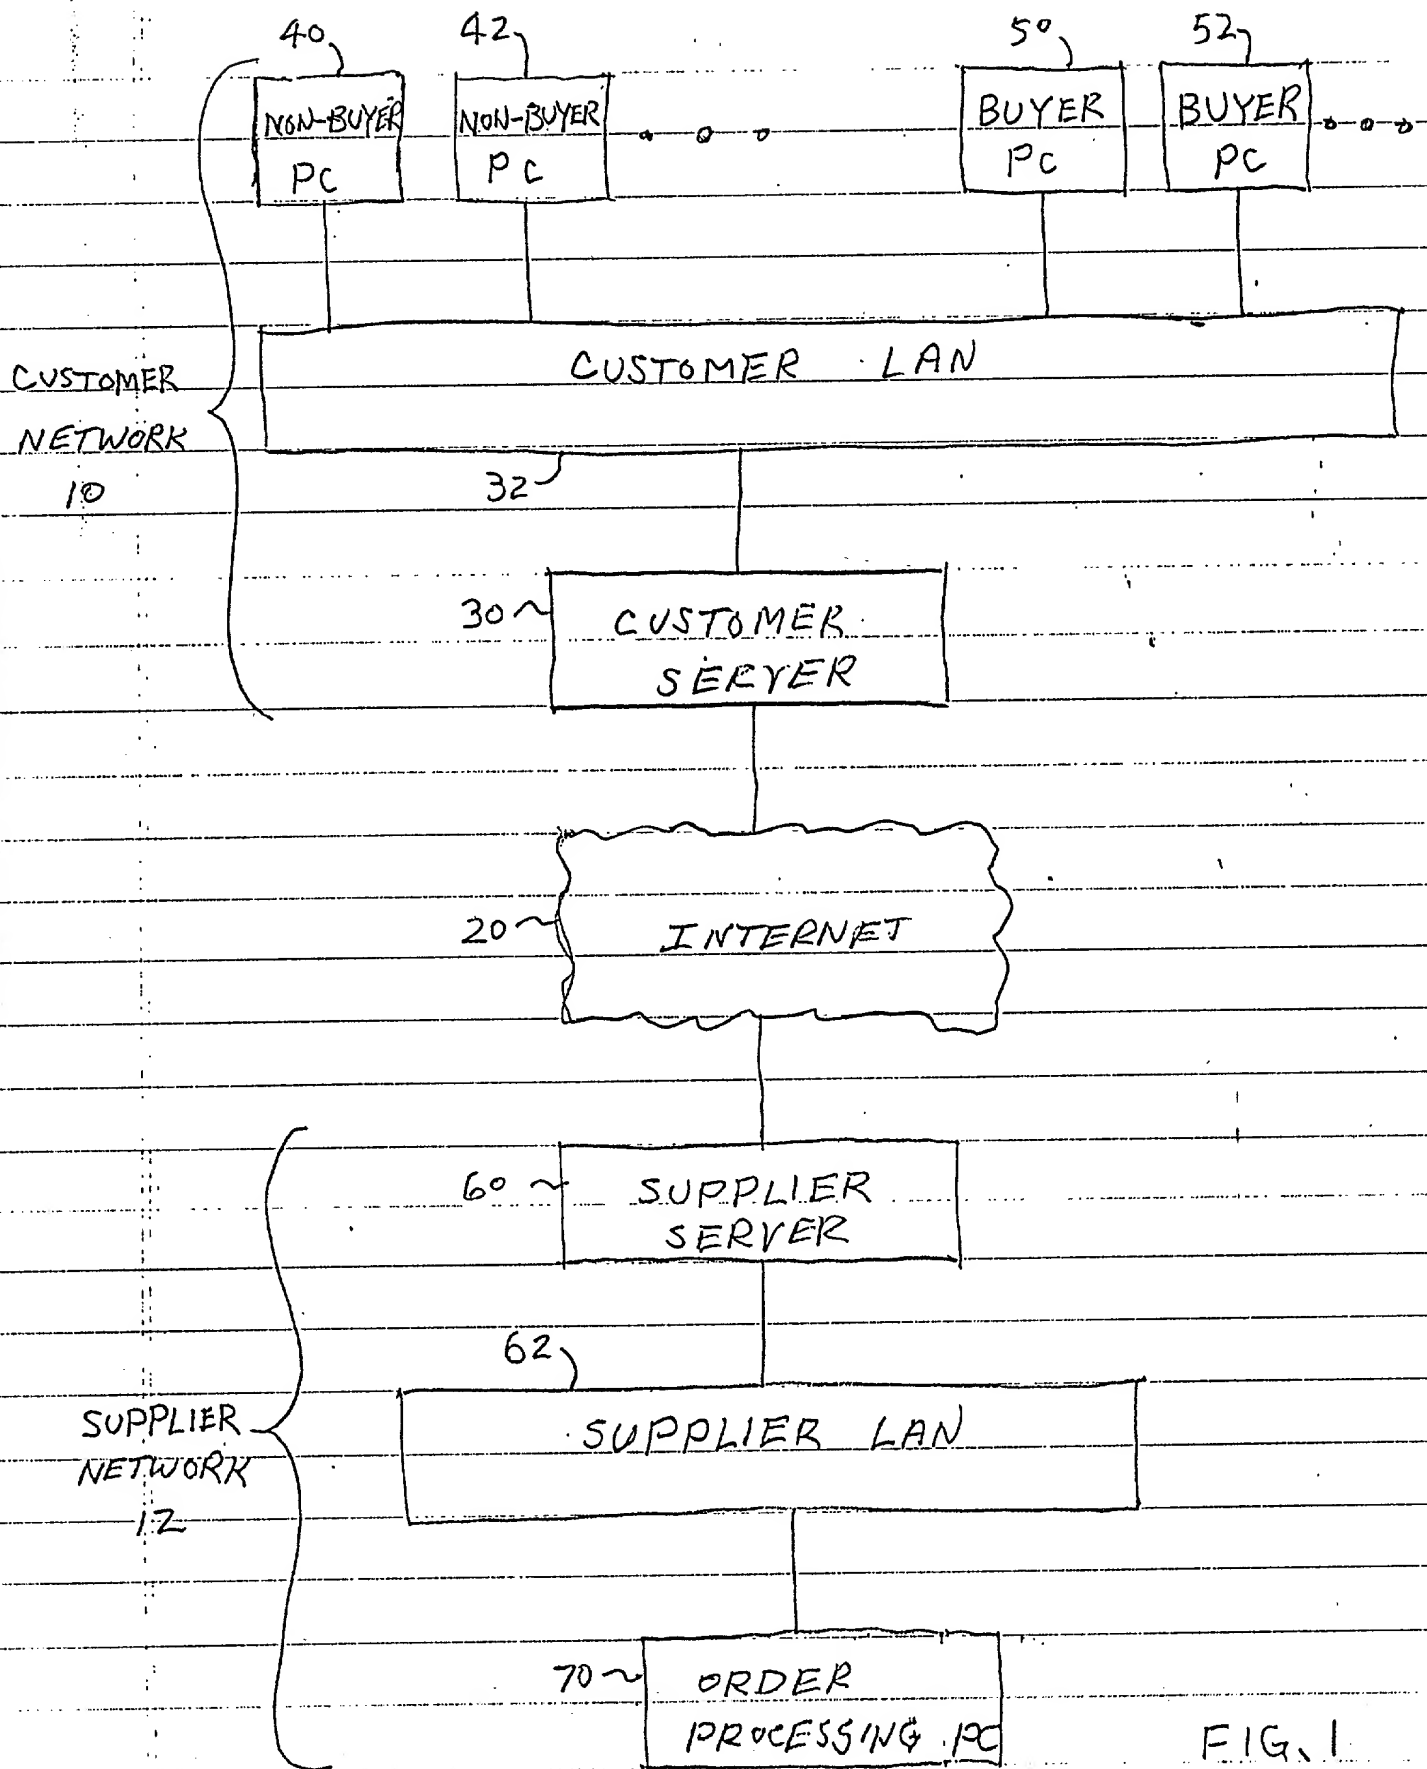 40
42
50
52
NON-BUYER
PC
NON-BUYER
PC
BUYER
PC
BUYER
PC
CUSTOMER LAN
CUSTOMER
NETWORK
10
32
30
CUSTOMER
SERVER
20
INTERNET
60
SUPPLIER
SERVER
62
SUPPLIER LAN
SUPPLIER
NETWORK
12
70
ORDER
PROCESSING PC
FIG. 1